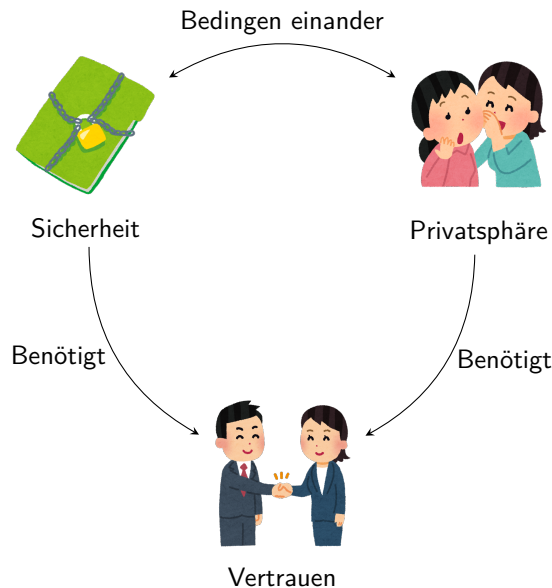 Bedingen einander
Sicherheit
Privatsphäre
Benötigt
Benötigt
Vertrauen